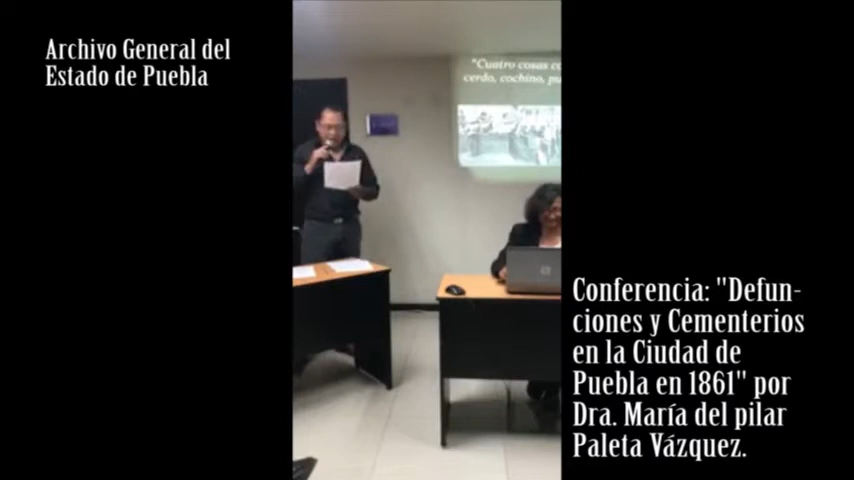 Archivo General del
Estado de Puebla
"Cuatro cosas
cerdo, cochino,
Conferencia: "Defun-
ciones y Cementerios
en la Ciudad de
Puebla en 1861" por
Dra. María del pilar
Paleta Vázquez.